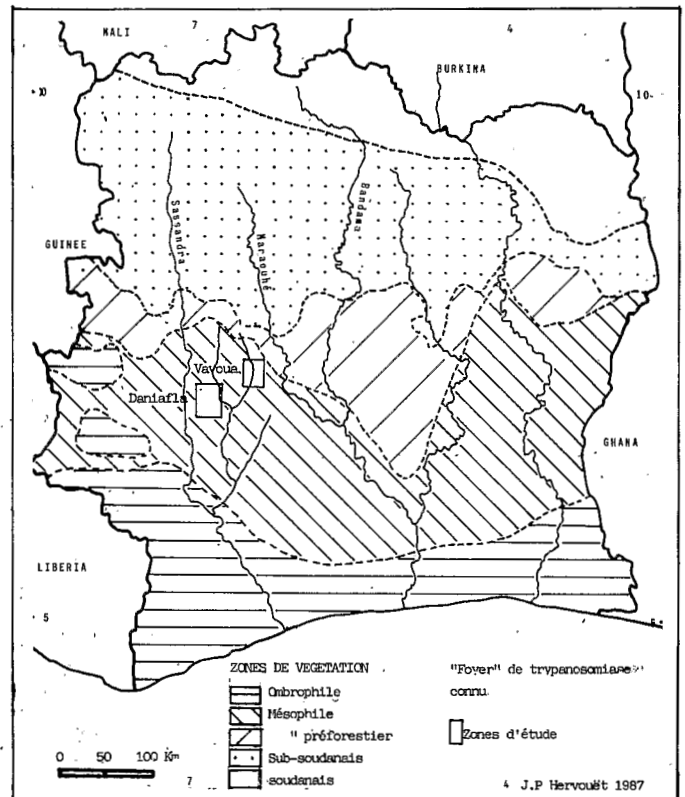 7
4
MALI
BURKINA
10
10
Sassandra
Maraouhé
Bandama
GUINEE
Vavoua
Daniafla
GHANA
LIBERIA
5
5
ZONES DE VEGETATION
Ombrophile
Mésophile
" préforestier
Sub-soudanais
soudanais
"Foyer" de trypanosomiase"
connu
Zones d'étude
0 50 100 Km
7
4 J.P Hervouët 1987